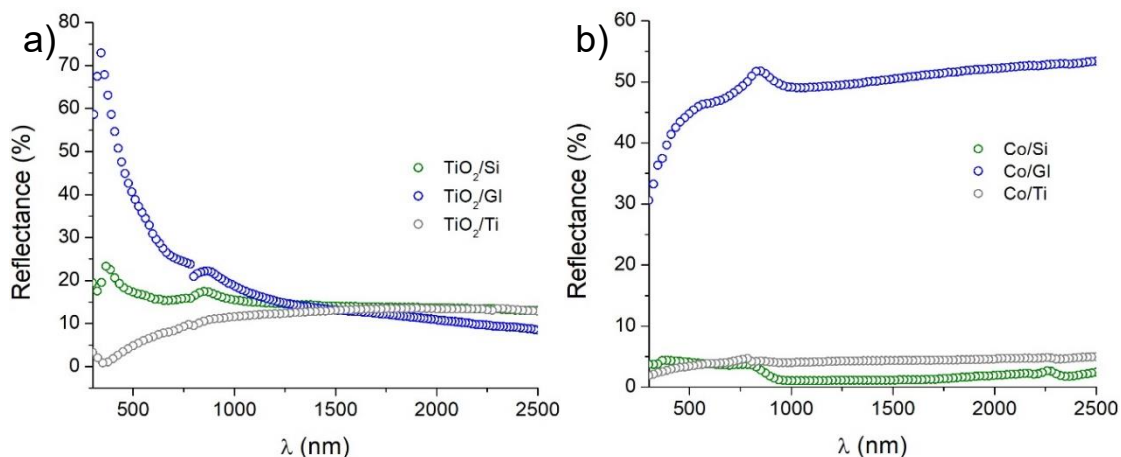 a)
80
70
60
50
40
30
20
10
0
Reflectance (%)
TiO₂/Si
TiO₂/Gl
TiO₂/Ti
500 1000 1500 2000 2500
λ (nm)
b)
60
50
40
30
20
10
0
Reflectance (%)
Co/Si
Co/Gl
Co/Ti
500 1000 1500 2000 2500
λ (nm)